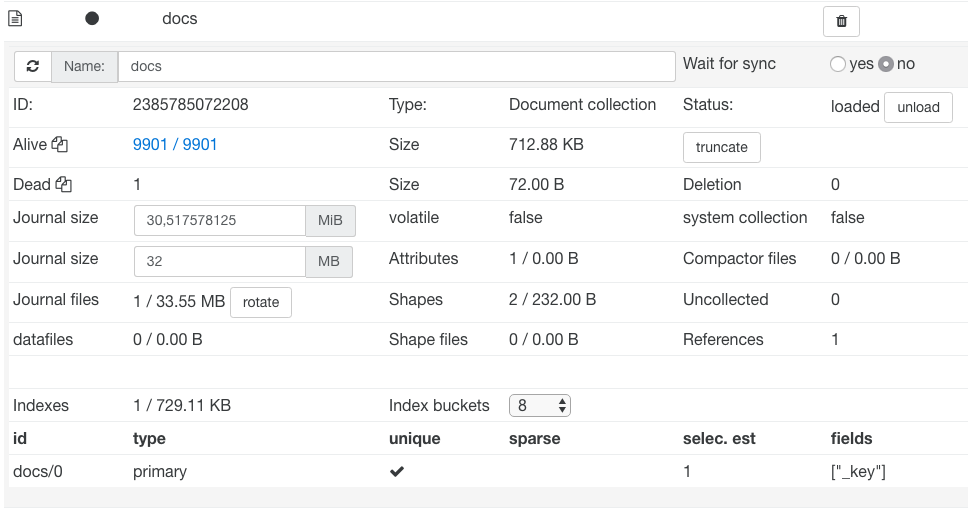 docs
Name: docs Wait for sync yes no
ID: 2385785072208 Type: Document collection Status: loaded unload
Alive 9901 / 9901 Size 712.88 KB truncate
Dead 1 Size 72.00 B Deletion 0
Journal size 30,517578125 MiB volatile false system collection false
Journal size 32 MB Attributes 1 / 0.00 B Compactor files 0 / 0.00 B
Journal files 1 / 33.55 MB rotate Shapes 2 / 232.00 B Uncollected 0
datafiles 0 / 0.00 B Shape files 0 / 0.00 B References 1
Indexes 1 / 729.11 KB Index buckets 8
id type unique sparse selec. est fields
docs/0 primary ✔ 1 ["_key"]